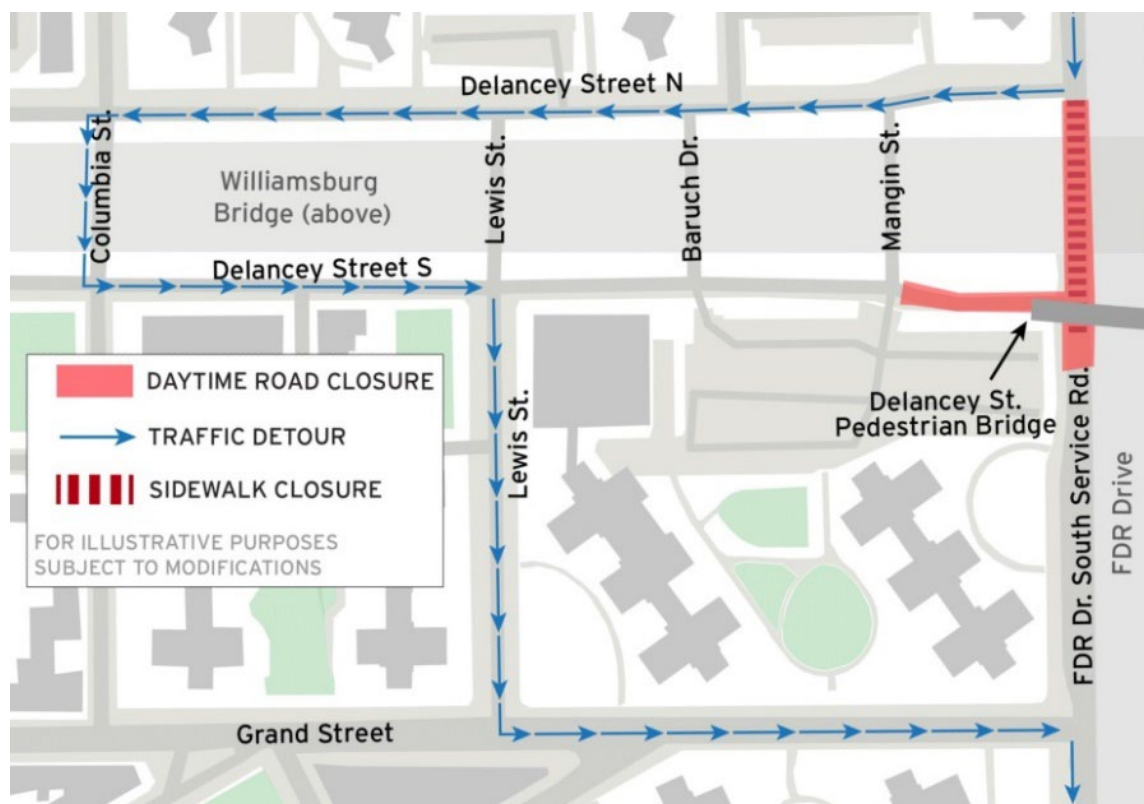 Delancey Street N
Columbia St.
Williamsburg
Bridge (above)
Lewis St.
Baruch Dr.
Mangin St.
Delancey Street S
DAYTIME ROAD CLOSURE
TRAFFIC DETOUR
SIDEWALK CLOSURE
FOR ILLUSTRATIVE PURPOSES
SUBJECT TO MODIFICATIONS
Lewis St.
Delancey St.
Pedestrian Bridge
FDR Dr. South Service Rd.
FDR Drive
Grand Street